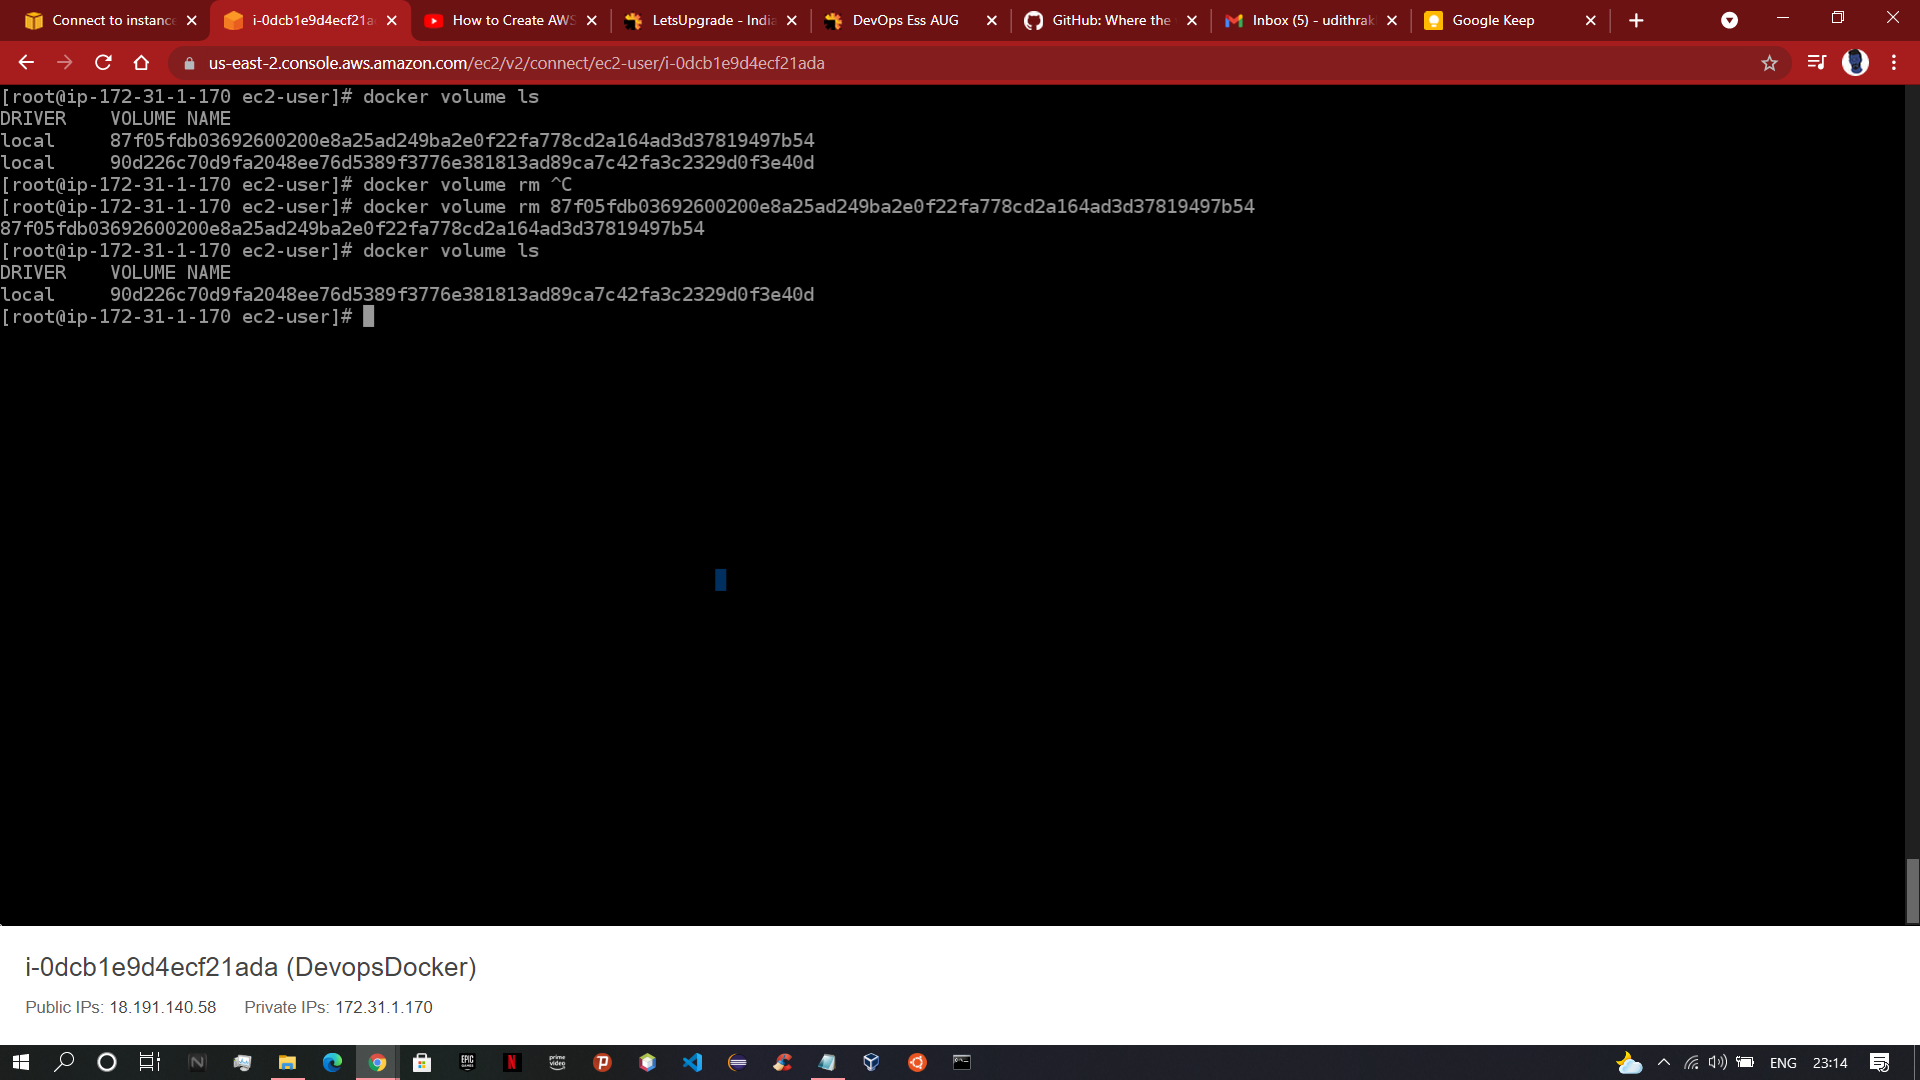 Connect to instance
i-0dcb1e9d4ecf21a
How to Create AWS
LetsUpgrade - India
DevOps Ess AUG
GitHub: Where the
Inbox (5) - udithrak
Google Keep
us-east-2.console.aws.amazon.com/ec2/v2/connect/ec2-user/i-0dcb1e9d4ecf21ada
[root@ip-172-31-1-170 ec2-user]# docker volume ls
DRIVER    VOLUME NAME
local     87f05fdb03692600200e8a25ad249ba2e0f22fa778cd2a164ad3d37819497b54
local     90d226c70d9fa2048ee76d5389f3776e381813ad89ca7c42fa3c2329d0f3e40d
[root@ip-172-31-1-170 ec2-user]# docker volume rm ^C
[root@ip-172-31-1-170 ec2-user]# docker volume rm 87f05fdb03692600200e8a25ad249ba2e0f22fa778cd2a164ad3d37819497b54
87f05fdb03692600200e8a25ad249ba2e0f22fa778cd2a164ad3d37819497b54
[root@ip-172-31-1-170 ec2-user]# docker volume ls
DRIVER    VOLUME NAME
local     90d226c70d9fa2048ee76d5389f3776e381813ad89ca7c42fa3c2329d0f3e40d
[root@ip-172-31-1-170 ec2-user]#
i-0dcb1e9d4ecf21ada (DevopsDocker)
Public IPs: 18.191.140.58 Private IPs: 172.31.1.170
EPIC GAMES
prime video
ENG
23:14